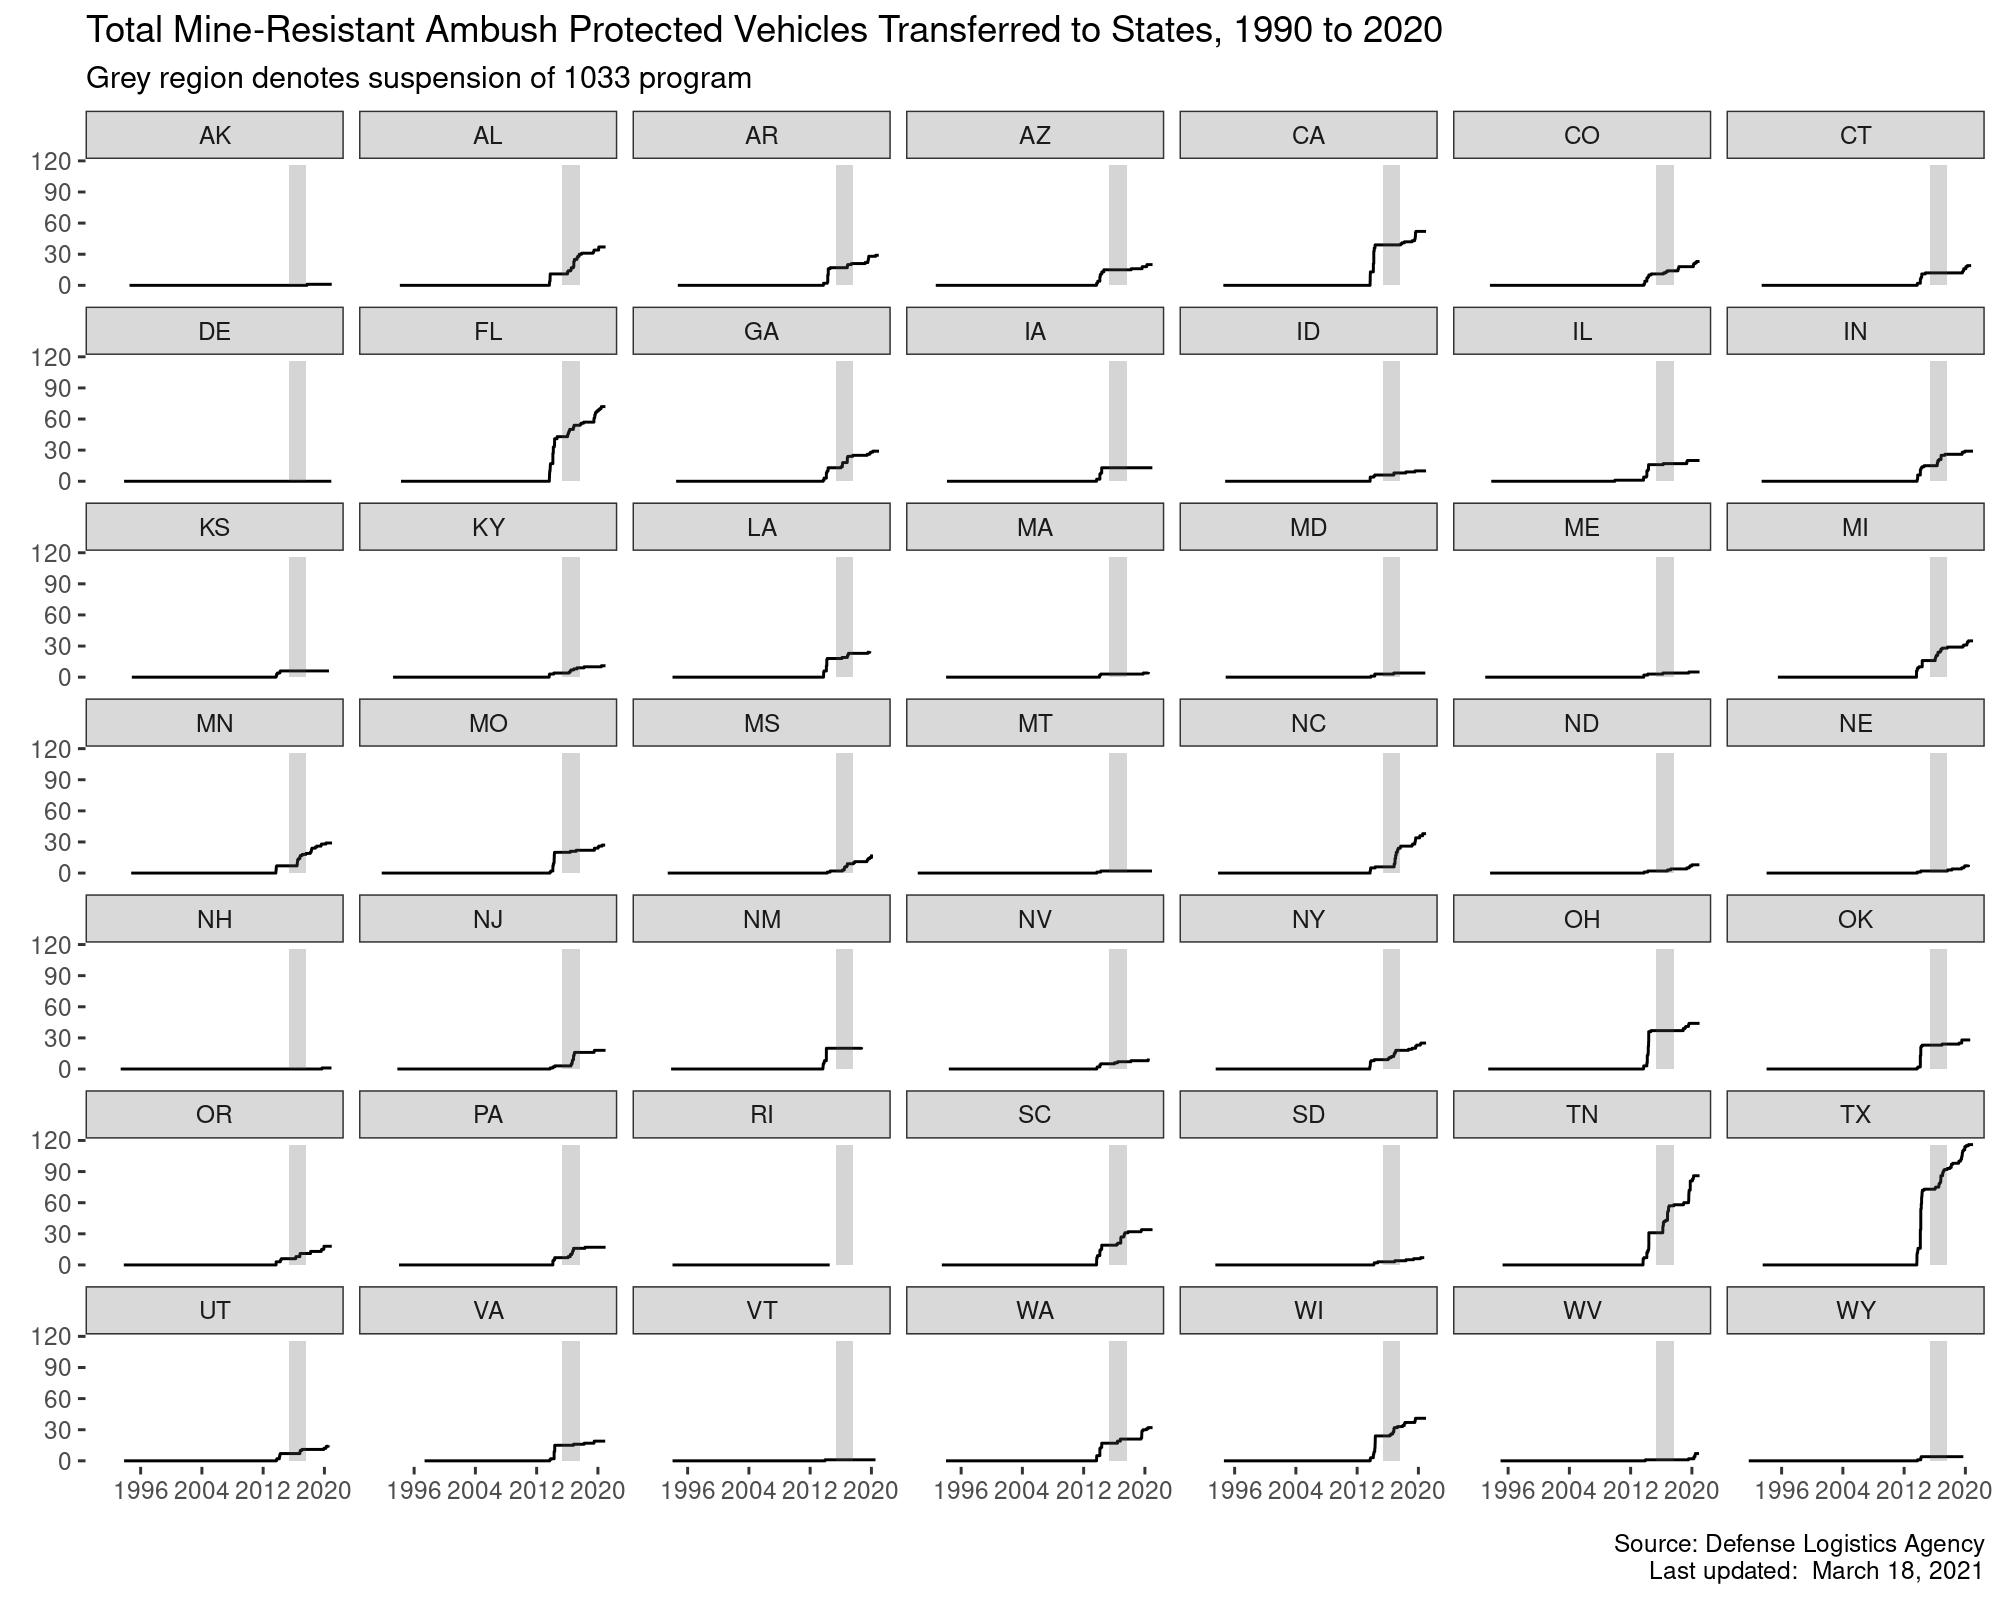 Total Mine-Resistant Ambush Protected Vehicles Transferred to States, 1990 to 2020
Grey region denotes suspension of 1033 program
AK AL AR AZ CA CO CT
120
90
60
30
0
DE FL GA IA ID IL IN
120
90
60
30
0
KS KY LA MA MD ME MI
120
90
60
30
0
MN MO MS MT NC ND NE
120
90
60
30
0
NH NJ NM NV NY OH OK
120
90
60
30
0
OR PA RI SC SD TN TX
120
90
60
30
0
UT VA VT WA WI WV WY
120
90
60
30
0
1996 2004 2012 2020 1996 2004 2012 2020 1996 2004 2012 2020 1996 2004 2012 2020 1996 2004 2012 2020 1996 2004 2012 2020 1996 2004 2012 2020
Source: Defense Logistics Agency
Last updated:  March 18, 2021